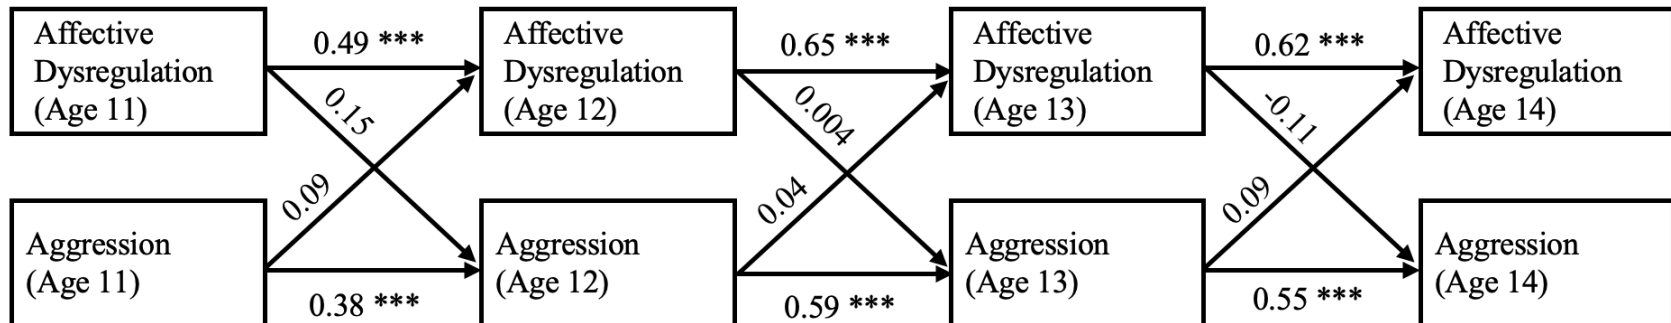 Affective
Dysregulation
(Age 11)
0.49 ***
Affective
Dysregulation
(Age 12)
0.65 ***
Affective
Dysregulation
(Age 13)
0.62 ***
Affective
Dysregulation
(Age 14)
0.15
0.09
0.004
0.04
-0.11
0.09
Aggression
(Age 11)
0.38 ***
Aggression
(Age 12)
0.59 ***
Aggression
(Age 13)
0.55 ***
Aggression
(Age 14)